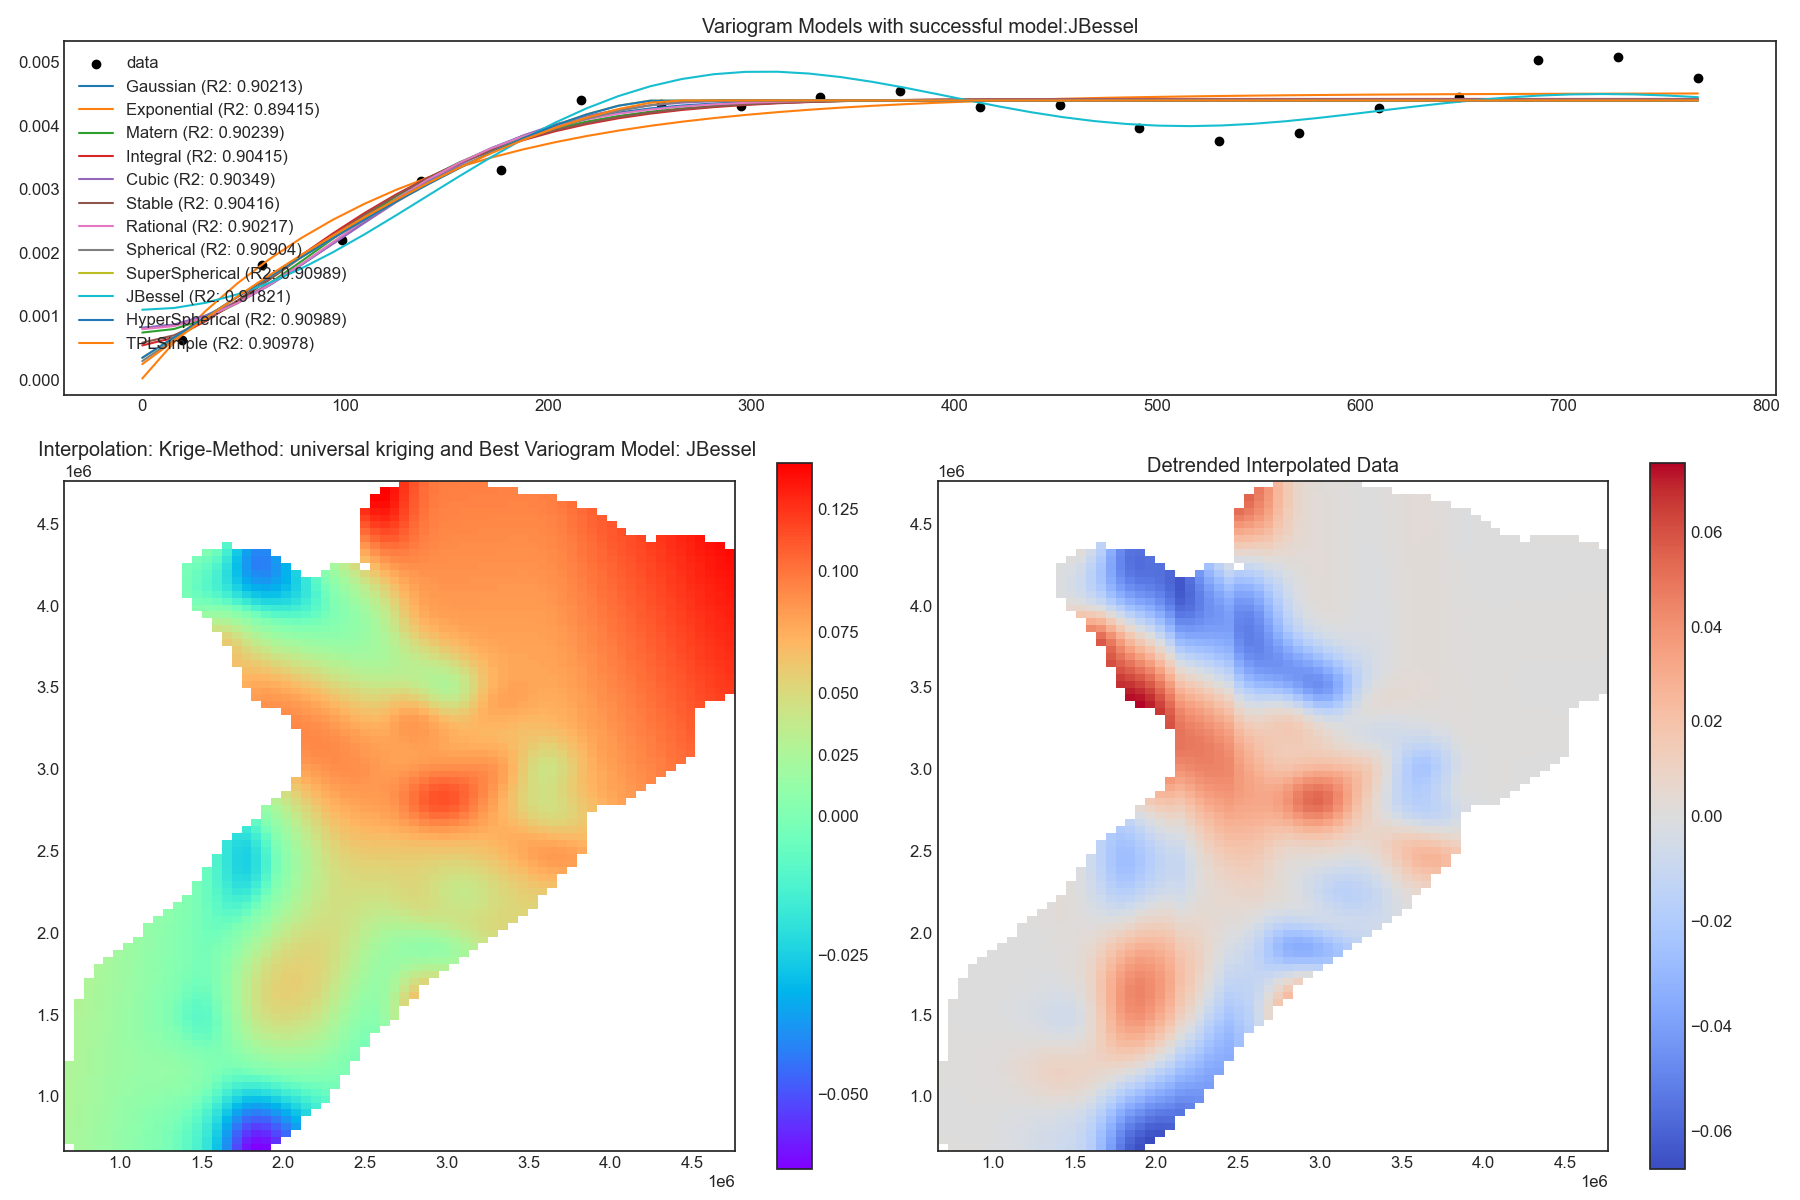 Variogram Models with successful model:JBessel
0.005
0.004
0.003
0.002
0.001
0.000
data
Gaussian (R2: 0.90213)
Exponential (R2: 0.89415)
Matern (R2: 0.90239)
Integral (R2: 0.90415)
Cubic (R2: 0.90349)
Stable (R2: 0.90416)
Rational (R2: 0.90217)
Spherical (R2: 0.90904)
SuperSpherical (R2: 0.90989)
JBessel (R2: 0.91821)
HyperSpherical (R2: 0.90989)
TPLSimple (R2: 0.90978)
0 100 200 300 400 500 600 700 800
Interpolation: Krige-Method: universal kriging and Best Variogram Model: JBessel
1e6
4.5
4.0
3.5
3.0
2.5
2.0
1.5
1.0
1.0 1.5 2.0 2.5 3.0 3.5 4.0 4.5
1e6
0.125
0.100
0.075
0.050
0.025
0.000
−0.025
−0.050
Detrended Interpolated Data
1e6
4.5
4.0
3.5
3.0
2.5
2.0
1.5
1.0
1.0 1.5 2.0 2.5 3.0 3.5 4.0 4.5
1e6
0.06
0.04
0.02
0.00
−0.02
−0.04
−0.06